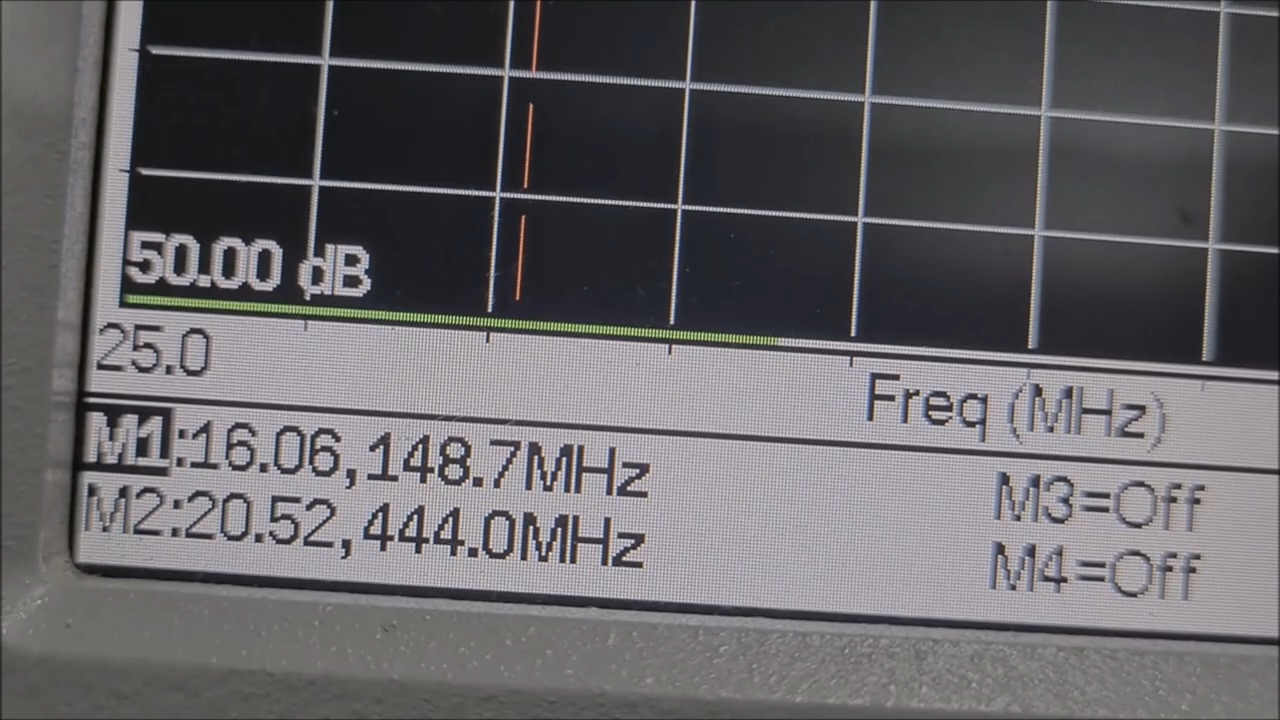 50.00 dB
25.0
Freq (MHz)
M1:16.06,148.7MHz
M2:20.52,444.0MHz
M3=Off
M4=Off